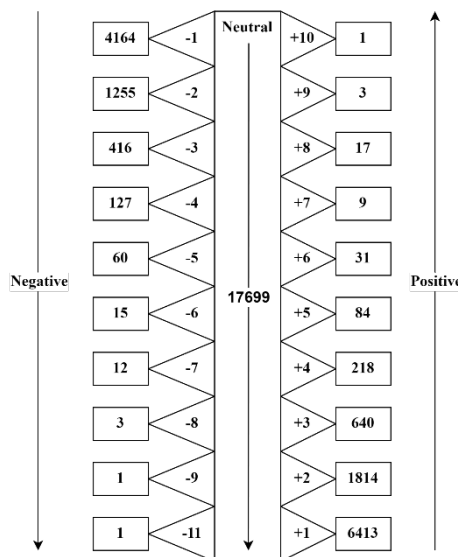 4164 -1 Neutral +10 1
1255 -2 +9 3
416 -3 +8 17
127 -4 +7 9
60 -5 +6 31
Negative 17699 Positive
15 -6 +5 84
12 -7 +4 218
3 -8 +3 640
1 -9 +2 1814
1 -11 +1 6413